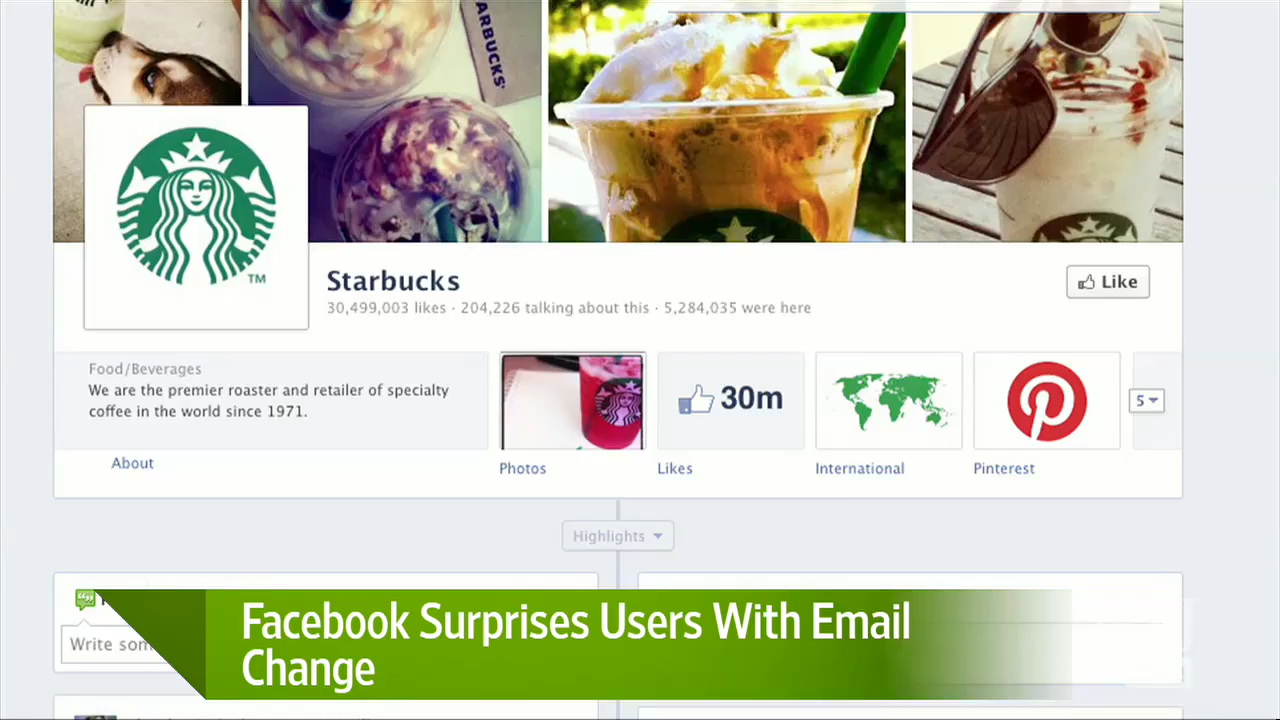 STARBUCKS
TM
Starbucks
Like
30,499,003 likes · 204,226 talking about this · 5,284,035 were here
Food/Beverages
We are the premier roaster and retailer of specialty
coffee in the world since 1971.
30m
5
About
Photos
Likes
International
Pinterest
Highlights
Write
Facebook Surprises Users With Email
Change